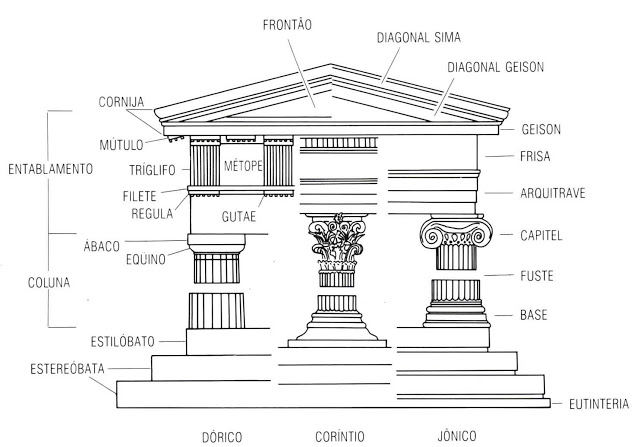 FRONTÃO
DIAGONAL SIMA
DIAGONAL GEISON
CORNIJA
GEISON
MÚTULO
FRISA
ENTABLAMENTO
TRÍGLIFO
MÉTOPE
FILETE
ARQUITRAVE
REGULA
GUTAE
ÁBACO
CAPITEL
EQÜINO
COLUNA
FUSTE
BASE
ESTILÓBATO
ESTEREÓBATA
EUTINTERIA
DÓRICO
CORÍNTIO
JÔNICO